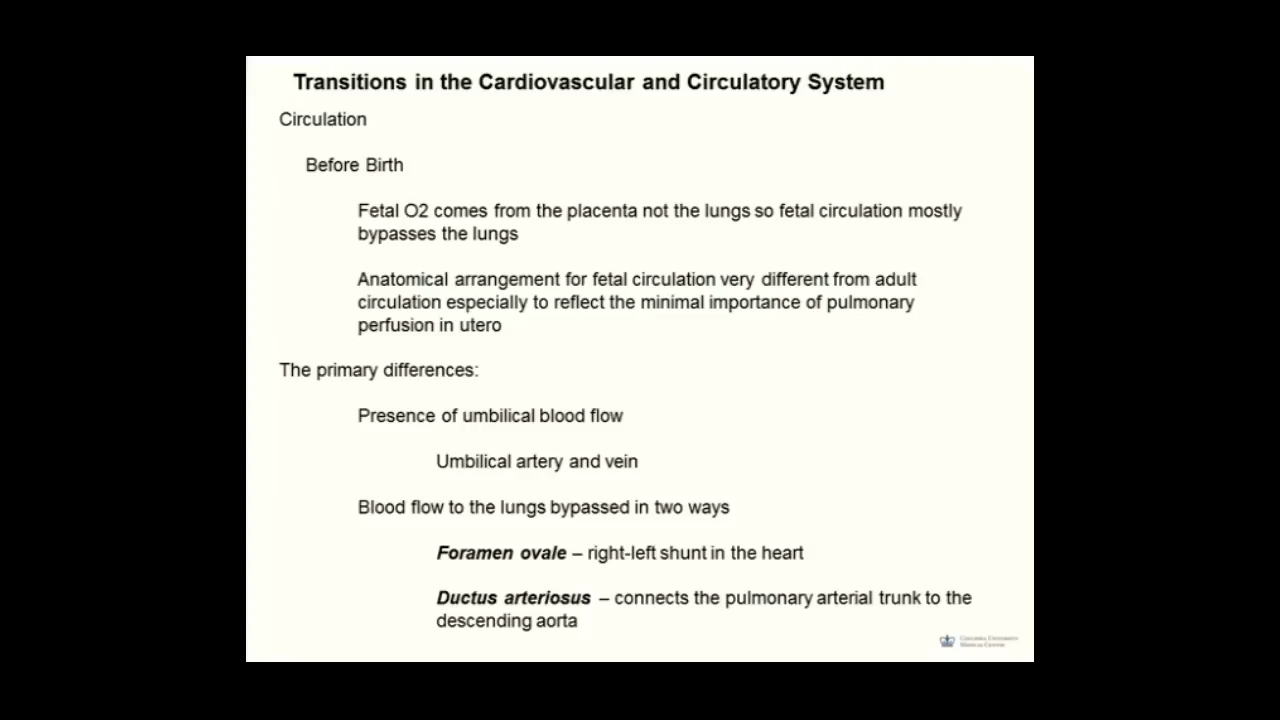 Transitions in the Cardiovascular and Circulatory System
Circulation
Before Birth
Fetal O2 comes from the placenta not the lungs so fetal circulation mostly
bypasses the lungs
Anatomical arrangement for fetal circulation very different from adult
circulation especially to reflect the minimal importance of pulmonary
perfusion in utero
The primary differences:
Presence of umbilical blood flow
Umbilical artery and vein
Blood flow to the lungs bypassed in two ways
Foramen ovale – right-left shunt in the heart
Ductus arteriosus – connects the pulmonary arterial trunk to the
descending aorta
Columbia University
Medical Center